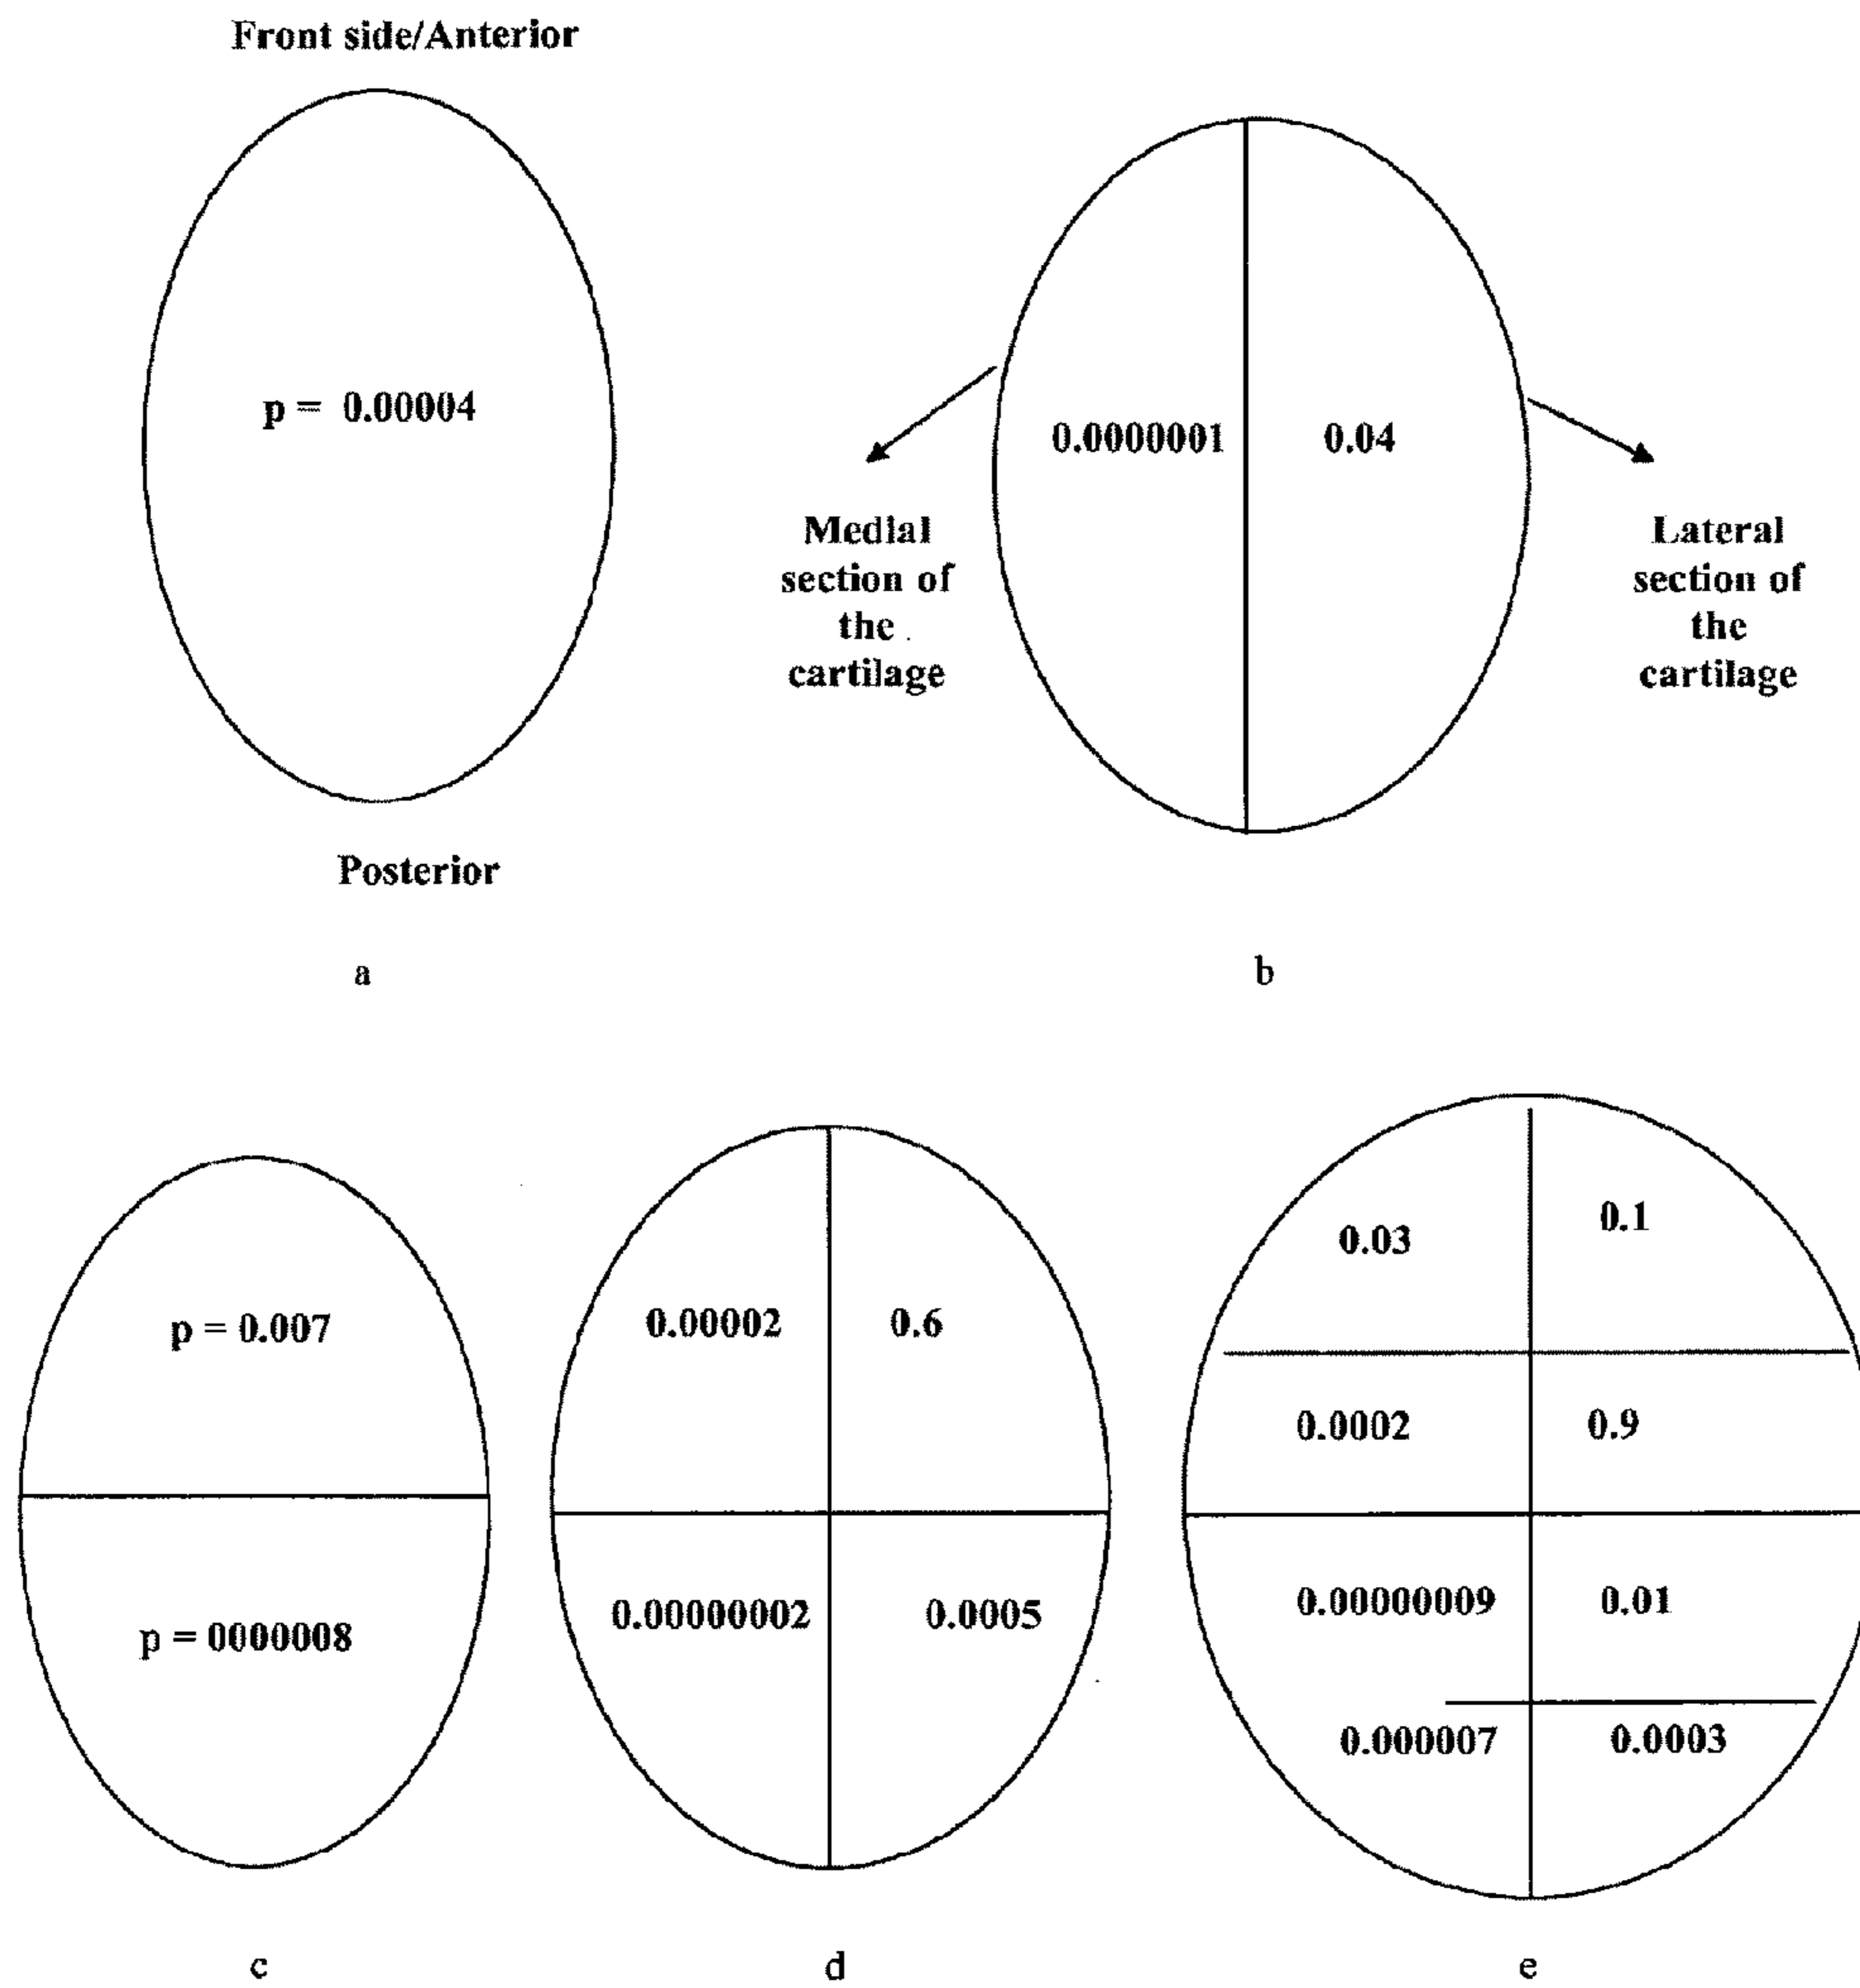 Front side/Anterior
p = 0.00004
Posterior
a
0.0000001
0.04
Medial
section of
the
cartilage
Lateral
section of
the
cartilage
b
p = 0.007
p = 0000008
c
0.00002
0.6
0.00000002
0.0005
d
0.03
0.1
0.0002
0.9
0.00000009
0.01
0.000007
0.0003
e